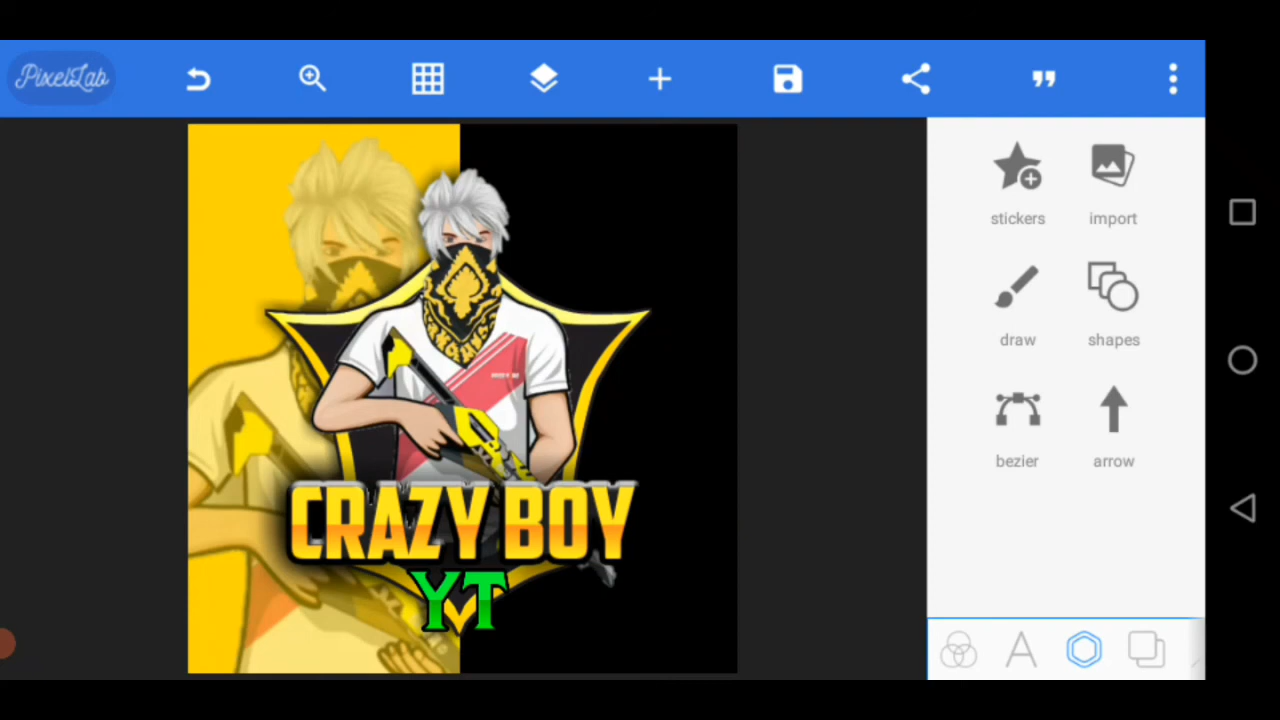 PixelLab
stickers
import
draw
shapes
bezier
arrow
CRAZY BOY
YT